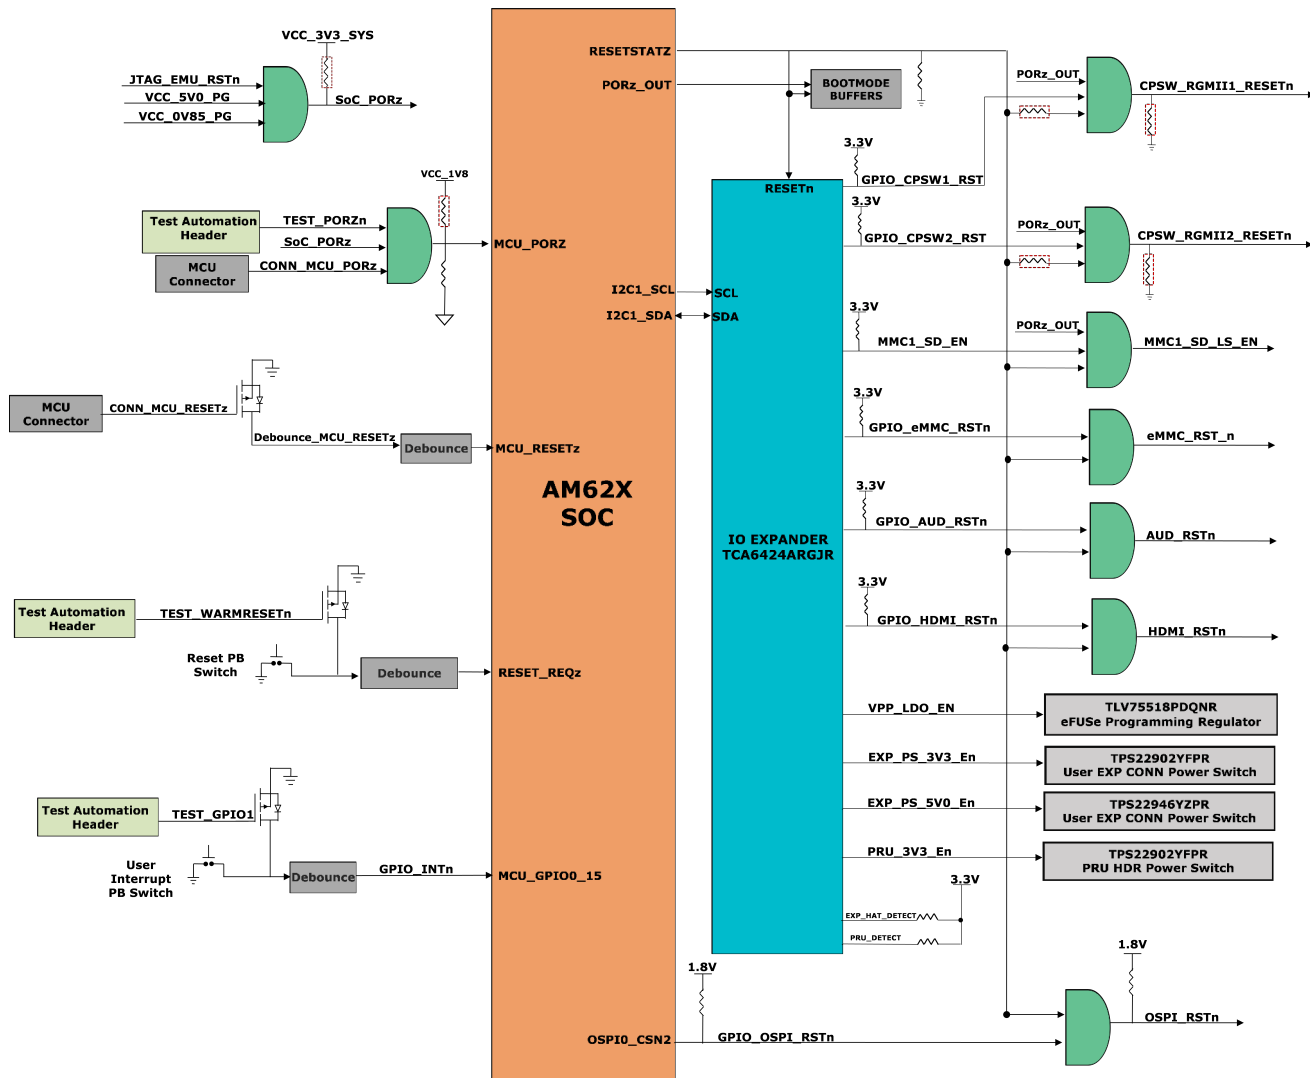 VCC_3V3_SYS
JTAG_EMU_RSTn
VCC_5V0_PG
VCC_0V85_PG
SoC_PORz
VCC_1V8
Test Automation
Header
TEST_PORZn
SoC_PORz
MCU
Connector
CONN_MCU_PORz
MCU_PORZ
MCU
Connector
CONN_MCU_RESETz
Debounce_MCU_RESETz
Debounce
MCU_RESETz
Test Automation
Header
TEST_WARMRESETn
Reset PB
Switch
Debounce
RESET_REQz
Test Automation
Header
TEST_GPIO1
User
Interrupt
PB Switch
Debounce
GPIO_INTn
MCU_GPIO0_15
AM62X
SOC
RESETSTATZ
PORz_OUT
I2C1_SCL
I2C1_SDA
OSPI0_CSN2
BOOTMODE
BUFFERS
RESETn
SCL
SDA
IO EXPANDER
TCA6424ARGJR
3.3V
GPIO_CPSW1_RST
3.3V
GPIO_CPSW2_RST
3.3V
MMC1_SD_EN
3.3V
GPIO_eMMC_RSTn
3.3V
GPIO_AUD_RSTn
3.3V
GPIO_HDMI_RSTn
VPP_LDO_EN
EXP_PS_3V3_En
EXP_PS_5V0_En
PRU_3V3_En
3.3V
EXP_HAT_DETECT
PRU_DETECT
1.8V
GPIO_OSPI_RSTn
PORz_OUT
CPSW_RGMII1_RESETn
PORz_OUT
CPSW_RGMII2_RESETn
PORz_OUT
MMC1_SD_LS_EN
eMMC_RST_n
AUD_RSTn
HDMI_RSTn
TLV75518PDQNR
eFUSe Programming Regulator
TPS22902YFPR
User EXP CONN Power Switch
TPS22946YZPR
User EXP CONN Power Switch
TPS22902YFPR
PRU HDR Power Switch
1.8V
OSPI_RSTn